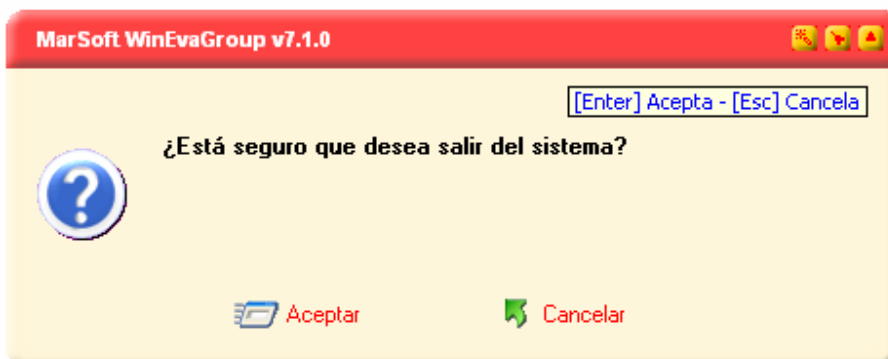 MarSoft WinEvaGroup v7.1.0
[Enter] Acepta - [Esc] Cancela
¿Está seguro que desea salir del sistema?
Aceptar
Cancelar